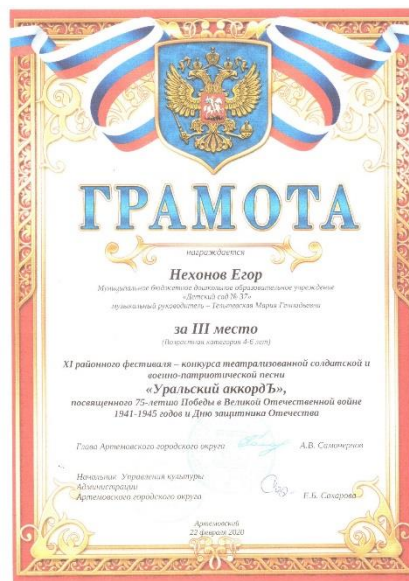 ГРАМОТА
награждается
Нехонов Егор
Муниципальное бюджетное дошкольное образовательное учреждение
«Детский сад № 37»
музыкальный руководитель – Мария Геннадьевна
за III место
(Возрастная категория 4-6 лет)
XI районного фестиваля – конкурса театрализованной солдатской и
военно-патриотической песни
«Уральский аккордЪ»,
посвященного 75-летию Победы в Великой Отечественной войне
1941-1945 годов и Дню защитника Отечества
Глава Артемовского городского округа А.В. Самочернов
Начальник Управления культуры
Администрации
Артемовского городского округа Е.Б. Сахарова
Артемовский
22 февраля 2020